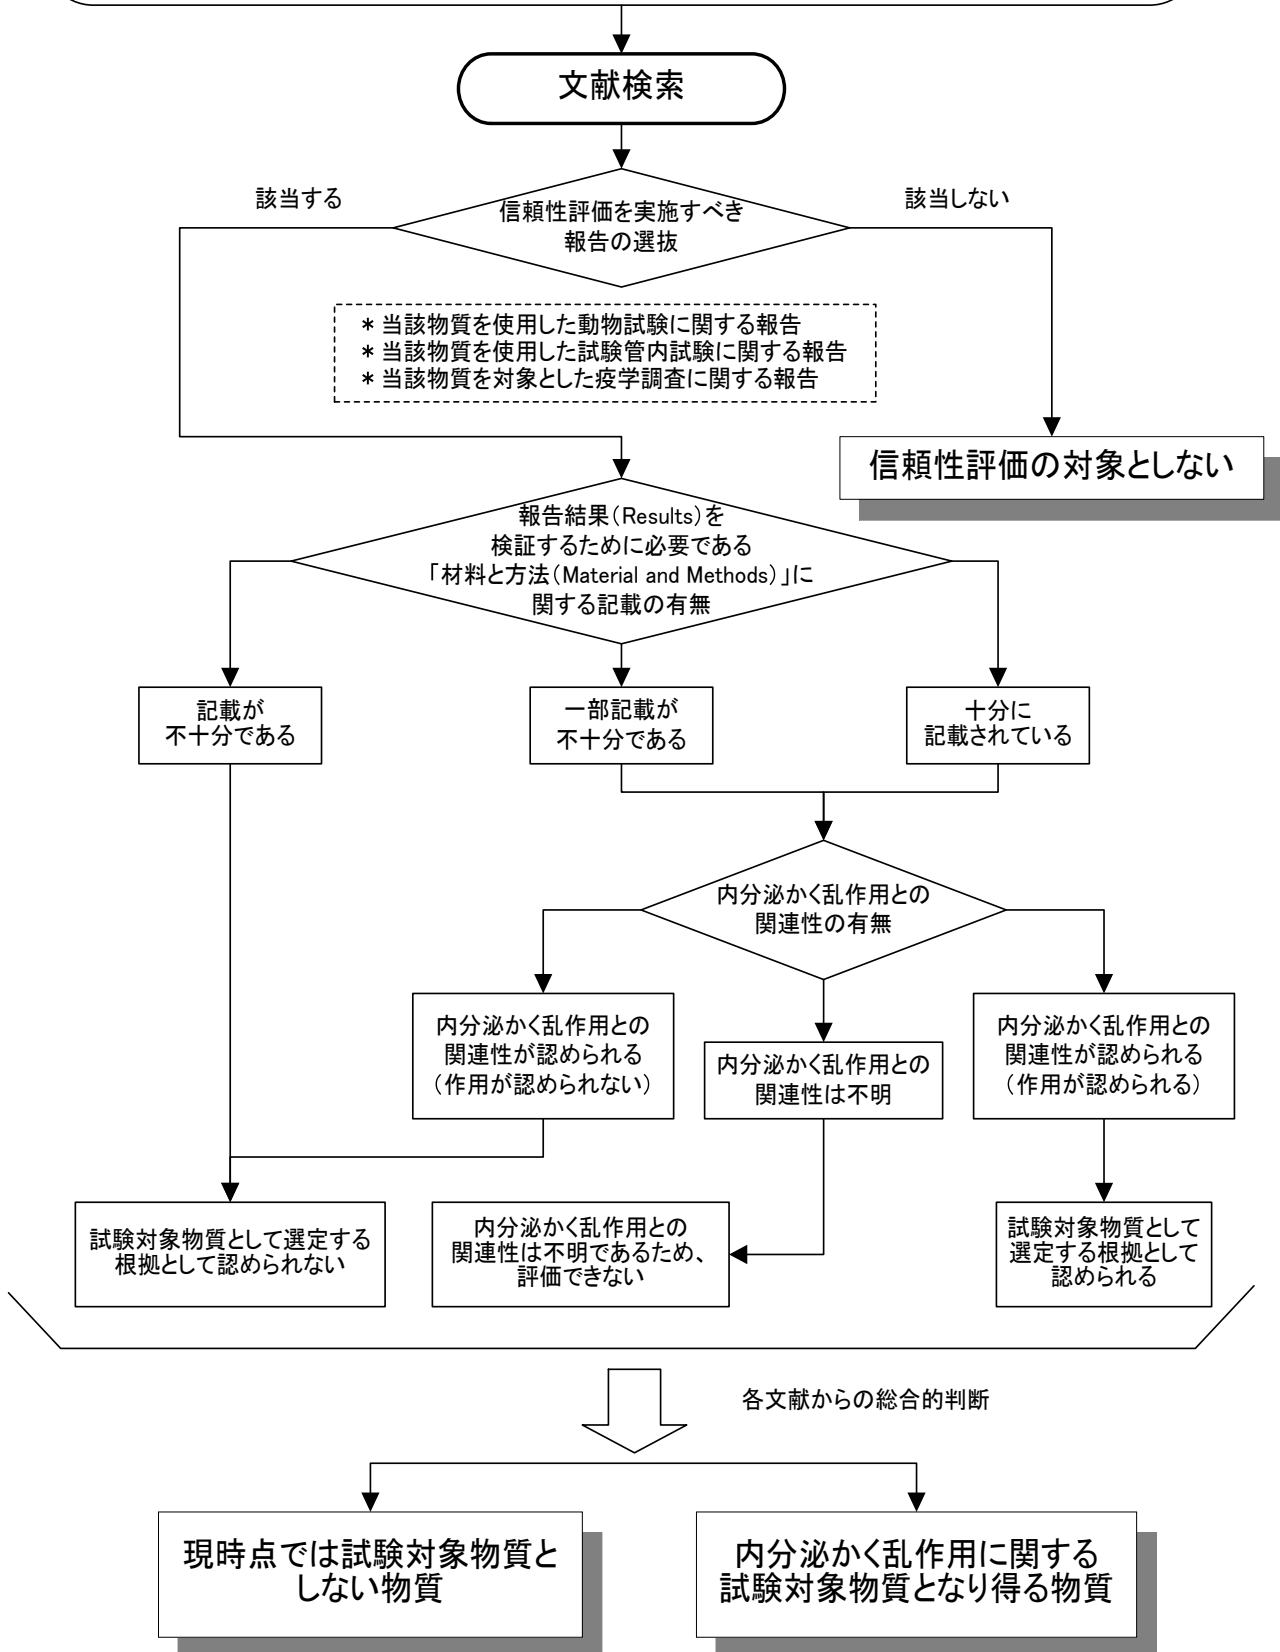 文献検索
該当する
信頼性評価を実施すべき
報告の選抜
該当しない
＊ 当該物質を使用した動物試験に関する報告
＊ 当該物質を使用した試験管内試験に関する報告
＊ 当該物質を対象とした疫学調査に関する報告
信頼性評価の対象としない
報告結果（Results）を
検証するために必要である
「材料と方法（Material and Methods）」に
関する記載の有無
記載が
不十分である
一部記載が
不十分である
十分に
記載されている
内分泌かく乱作用との
関連性の有無
内分泌かく乱作用との
関連性が認められる
（作用が認められない）
内分泌かく乱作用との
関連性は不明
内分泌かく乱作用との
関連性が認められる
（作用が認められる）
試験対象物質として選定する
根拠として認められない
内分泌かく乱作用との
関連性は不明であるため、
評価できない
試験対象物質として
選定する根拠として
認められる
各文献からの総合的判断
現時点では試験対象物質と
しない物質
内分泌かく乱作用に関する
試験対象物質となり得る物質